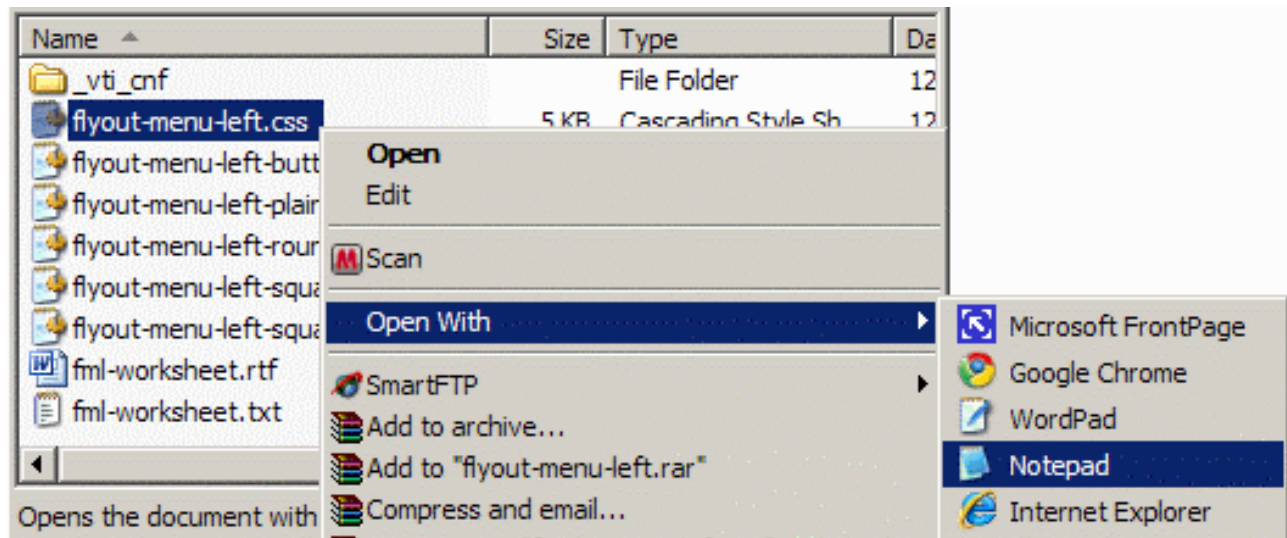 Name Size Type Da
_vti_cnf File Folder 12
flyout-menu-left.css 5 KB Cascading Style Sh 12
flyout-menu-left-butt
flyout-menu-left-plain
flyout-menu-left-roun
flyout-menu-left-squa
flyout-menu-left-squa
fml-worksheet.rtf
fml-worksheet.txt
Opens the document with
Open
Edit
Scan
Open With
SmartFTP
Add to archive...
Add to "flyout-menu-left.rar"
Compress and email...
Microsoft FrontPage
Google Chrome
WordPad
Notepad
Internet Explorer